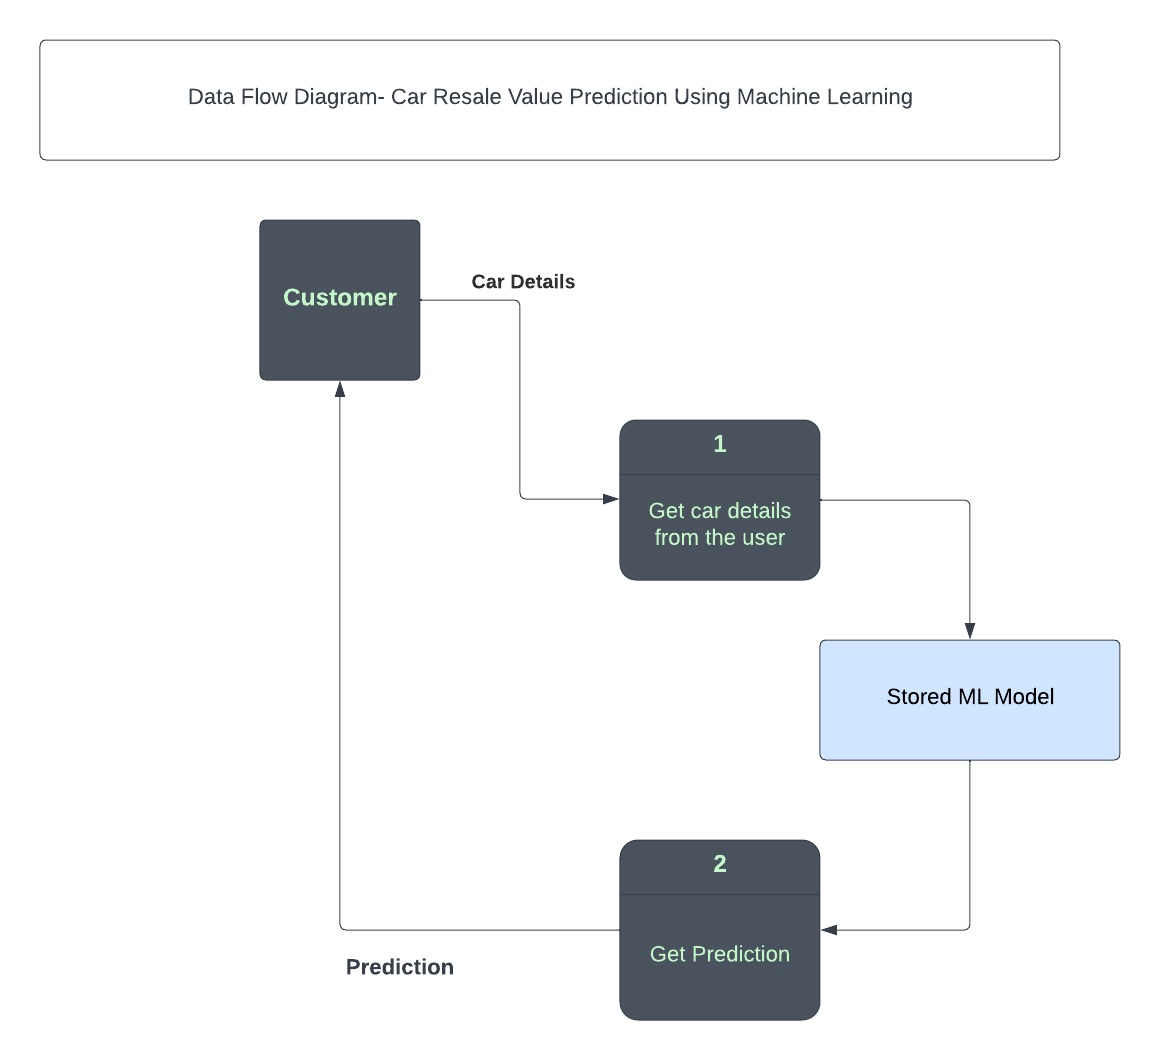 Data Flow Diagram- Car Resale Value Prediction Using Machine Learning
Customer
Car Details
1
Get car details
from the user
Stored ML Model
2
Get Prediction
Prediction